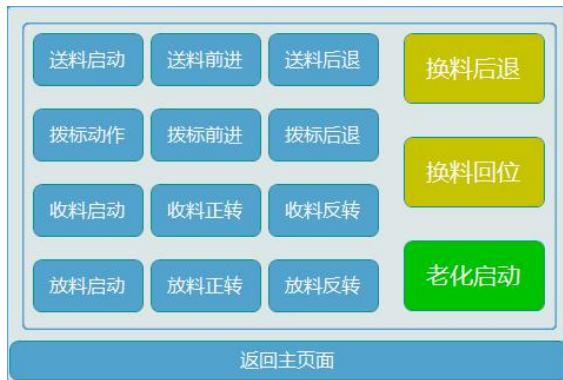 送料启动 送料前进 送料后退 换料后退
拨标动作 拨标前进 拨标后退 换料回位
收料启动 收料正转 收料反转
放料启动 放料正转 放料反转 老化启动
返回主页面